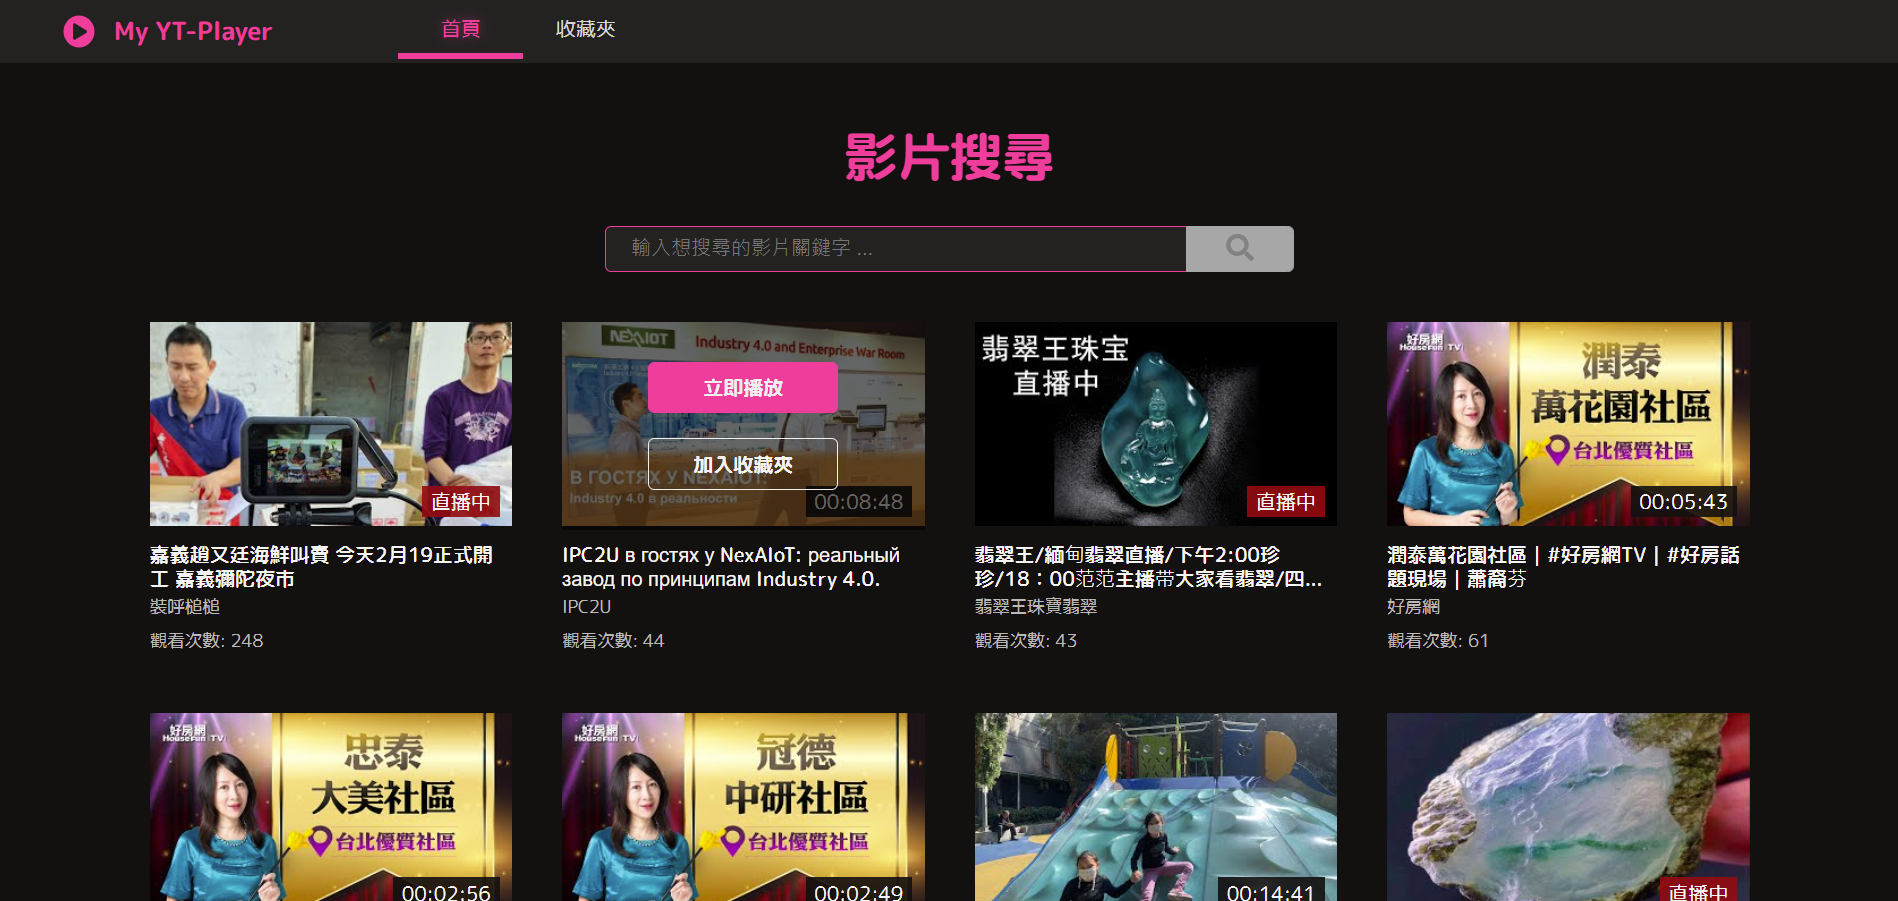 My YT-Player
首頁
收藏夾
影片搜尋
輸入想搜尋的影片關鍵字 ...
直播中
嘉義趙又廷海鮮叫賣 今天2月19正式開
工 嘉義彌陀夜市
裝呼槌槌
觀看次數: 248
NEXAIOT
Industry 4.0 and Enterprise War Room
立即播放
加入收藏夾
В ГОСТЯХ У NEXAIOT:
Industry 4.0 в реальности
00:08:48
IPC2U в гостях у NexAIoT: реальный
завод по принципам Industry 4.0.
IPC2U
觀看次數: 44
翡翠王珠宝
直播中
直播中
翡翠王/緬甸翡翠直播/下午2:00珍
珍/18：00范范主播带大家看翡翠/四...
翡翠王珠寶翡翠
觀看次數: 43
好房網
HouseFun TV
潤泰
萬花園社區
台北優質社區
00:05:43
潤泰萬花園社區｜#好房網TV｜#好房話
題現場｜蕭裔芬
好房網
觀看次數: 61
好房網
HouseFun TV
忠泰
大美社區
台北優質社區
00:02:56
好房網
HouseFun TV
冠德
中研社區
台北優質社區
00:02:49
00:14:41
直播中